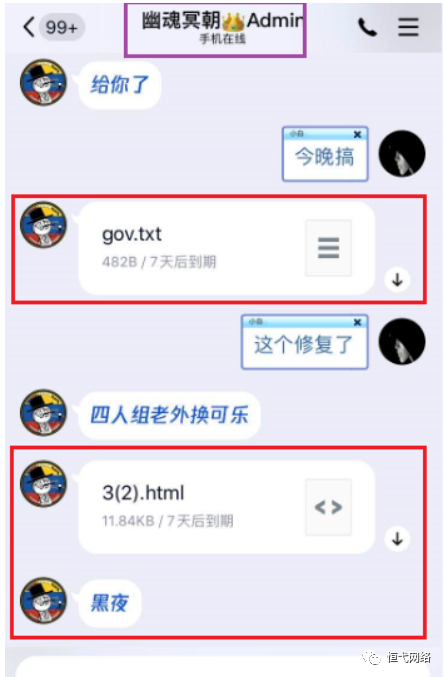 99+
幽魂冥朝👑Admin
手机在线
给你了
小白
今晚搞
gov.txt
482B / 7天后到期
小白
这个修复了
四人组老外换可乐
3(2).html
11.84KB / 7天后到期
黑夜
恒弋网络